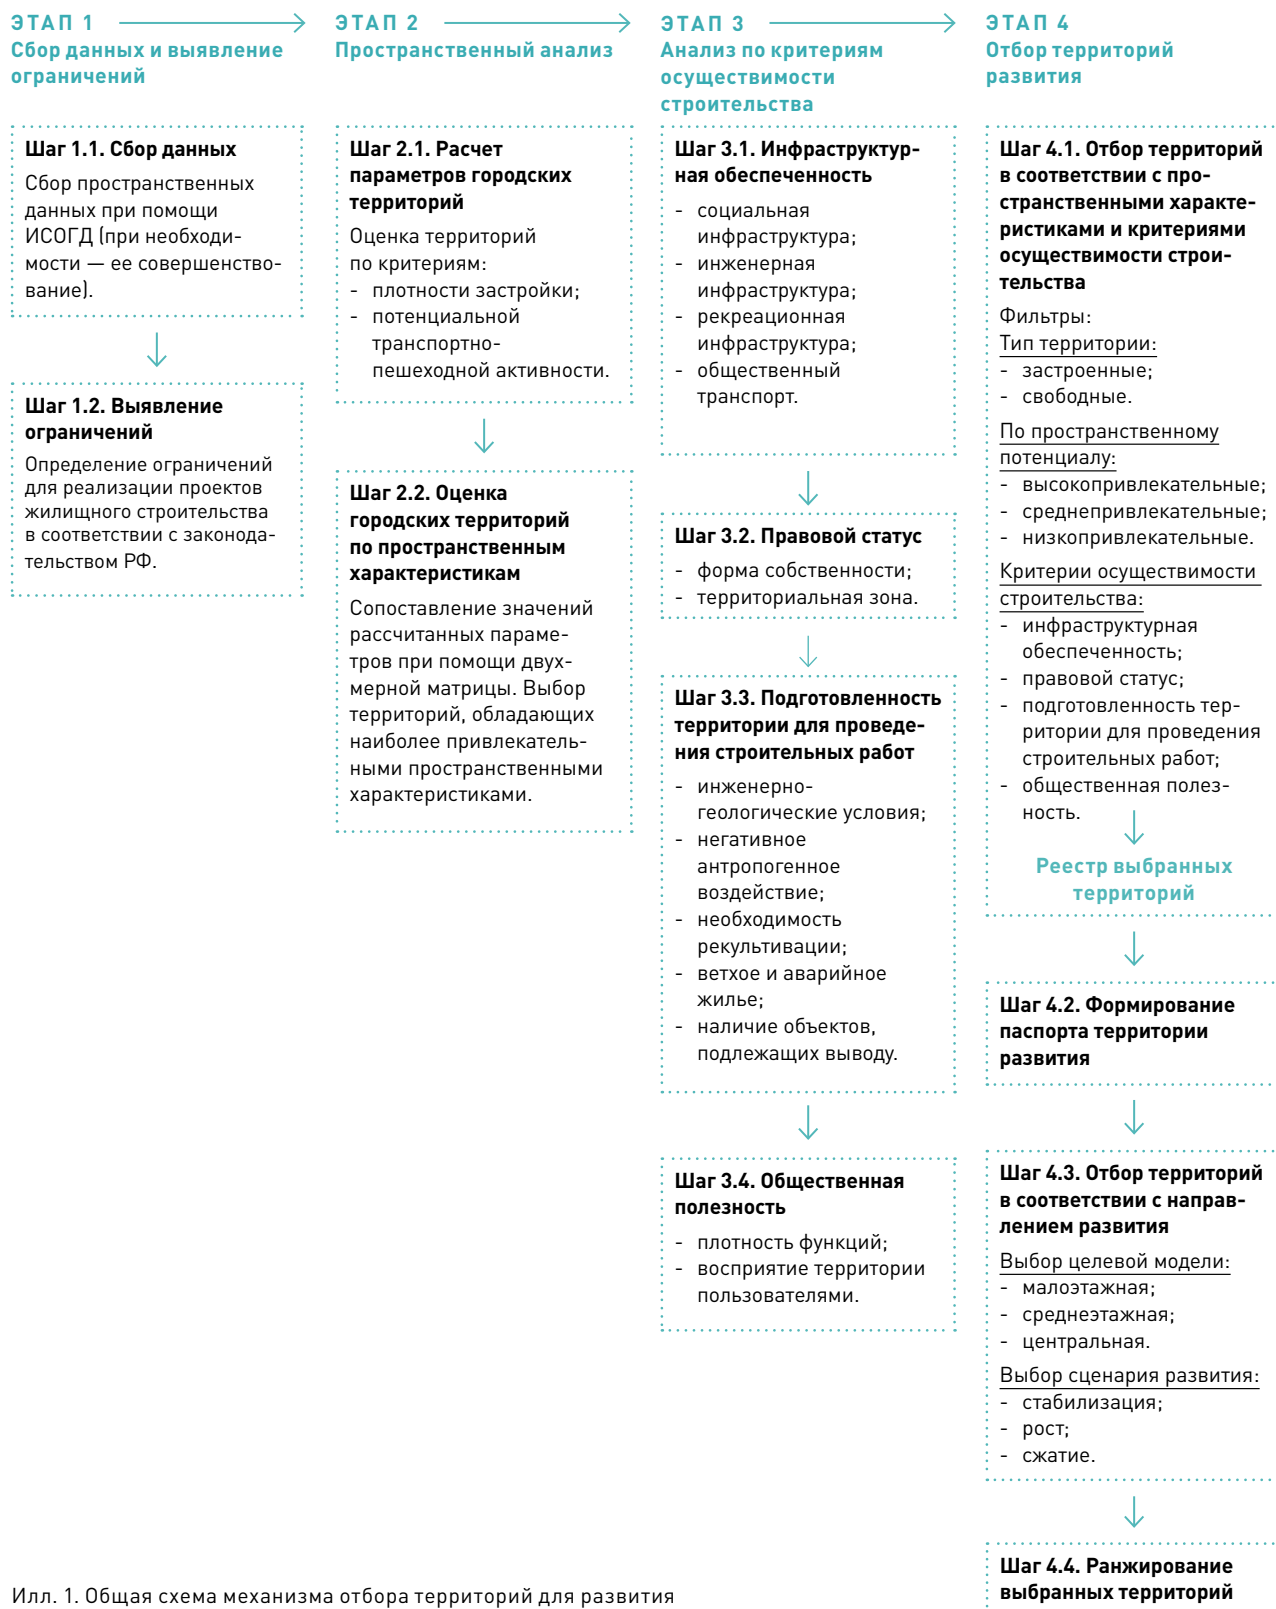 ЭТАП 1
Сбор данных и выявление
ограничений
Шаг 1.1. Сбор данных
Сбор пространственных
данных при помощи
ИСОГД (при необходи-
мости — ее совершенство-
вание).
Шаг 1.2. Выявление
ограничений
Определение ограничений
для реализации проектов
жилищного строительства
в соответствии с законода-
тельством РФ.
ЭТАП 2
Пространственный анализ
Шаг 2.1. Расчет
параметров городских
территорий
Оценка территорий
по критериям:
- плотности застройки;
- потенциальной
транспортно-
пешеходной активности.
Шаг 2.2. Оценка
городских территорий
по пространственным
характеристикам
Сопоставление значений
рассчитанных параме-
тров при помощи двух-
мерной матрицы. Выбор
территорий, обладающих
наиболее привлекатель-
ными пространственными
характеристиками.
ЭТАП 3
Анализ по критериям
осуществимости
строительства
Шаг 3.1. Инфраструктур-
ная обеспеченность
- социальная
инфраструктура;
- инженерная
инфраструктура;
- рекреационная
инфраструктура;
- общественный
транспорт.
Шаг 3.2. Правовой статус
- форма собственности;
- территориальная зона.
Шаг 3.3. Подготовленность
территории для проведе-
ния строительных работ
- инженерно-
геологические условия;
- негативное
антропогенное
воздействие;
- необходимость
рекультивации;
- ветхое и аварийное
жилье;
- наличие объектов,
подлежащих выводу.
Шаг 3.4. Общественная
полезность
- плотность функций;
- восприятие территории
пользователями.
ЭТАП 4
Отбор территорий
развития
Шаг 4.1. Отбор территорий
в соответствии с про-
странственными характе-
ристиками и критериями
осуществимости строи-
тельства
Фильтры:
Тип территории:
- застроенные;
- свободные.
По пространственному
потенциалу:
- высокопривлекательные;
- среднепривлекательные;
- низкопривлекательные.
Критерии осуществимости
строительства:
- инфраструктурная
обеспеченность;
- правовой статус;
- подготовленность тер-
ритории для проведения
строительных работ;
- общественная полез-
ность.
Реестр выбранных
территорий
Шаг 4.2. Формирование
паспорта территории
развития
Шаг 4.3. Отбор территорий
в соответствии с направ-
лением развития
Выбор целевой модели:
- малоэтажная;
- среднеэтажная;
- центральная.
Выбор сценария развития:
- стабилизация;
- рост;
- сжатие.
Шаг 4.4. Ранжирование
выбранных территорий
Илл. 1. Общая схема механизма отбора территорий для развития